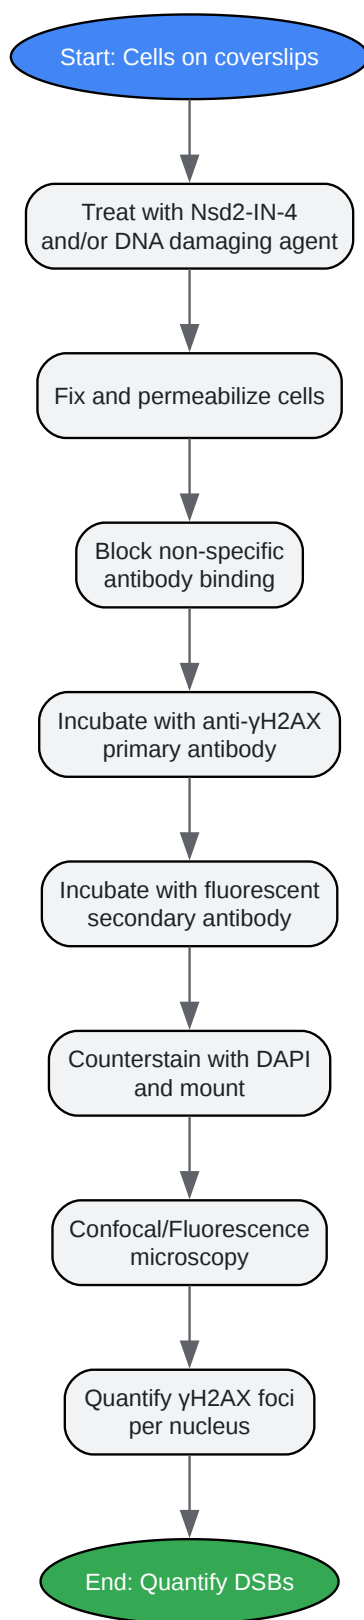 Start: Cells on coverslips
Treat with Nsd2-IN-4
and/or DNA damaging agent
Fix and permeabilize cells
Block non-specific
antibody binding
Incubate with anti-γH2AX
primary antibody
Incubate with fluorescent
secondary antibody
Counterstain with DAPI
and mount
Confocal/Fluorescence
microscopy
Quantify γH2AX foci
per nucleus
End: Quantify DSBs